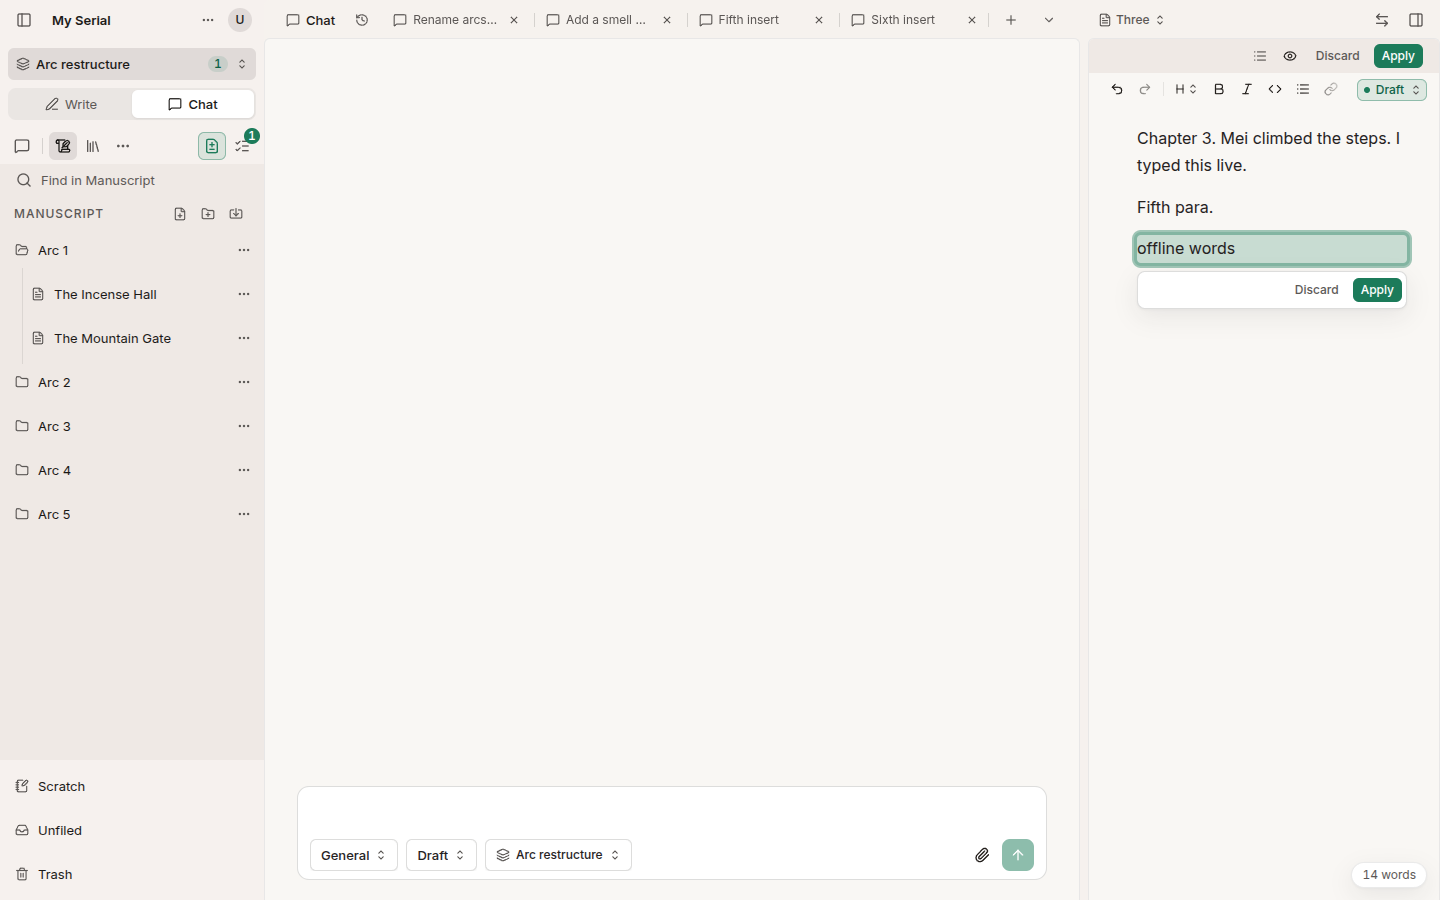 My Serial
U
Arc restructure
1
Write
Chat
1
Find in Manuscript
MANUSCRIPT
Arc 1
The Incense Hall
The Mountain Gate
Arc 2
Arc 3
Arc 4
Arc 5
Scratch
Unfiled
Trash
Chat
Rename arcs...
Add a smell ...
Fifth insert
Sixth insert
General
Draft
Arc restructure
Three
Discard
Apply
H
B
I
Draft
Chapter 3. Mei climbed the steps. I
typed this live.
Fifth para.
offline words
Discard
Apply
14 words